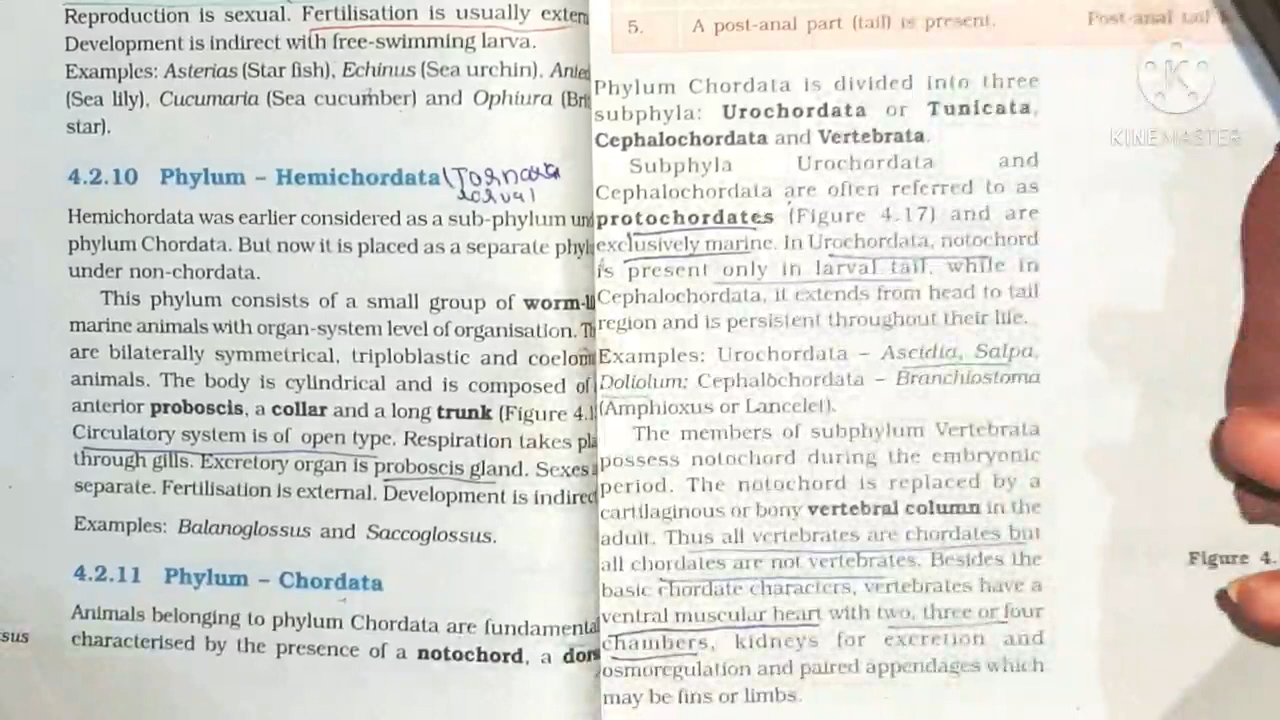 Reproduction is sexual. Fertilisation is usually exter
Development is indirect with free-swimming larva.
Examples: Asterias (Star fish), Echinus (Sea urchin), Ante
(Sea lily), Cucumaria (Sea cucumber) and Ophiura (Brit
star).
4.2.10 Phylum – Hemichordata (Tornaria
larva)
Hemichordata was earlier considered as a sub-phylum un
phylum Chordata. But now it is placed as a separate phyl
under non-chordata.
This phylum consists of a small group of worm-li
marine animals with organ-system level of organisation. Th
are bilaterally symmetrical, triploblastic and coelom
animals. The body is cylindrical and is composed of
anterior proboscis, a collar and a long trunk (Figure 4.1
Circulatory system is of open type. Respiration takes pla
through gills. Excretory organ is proboscis gland. Sexes
separate. Fertilisation is external. Development is indirec
Examples: Balanoglossus and Saccoglossus.
4.2.11 Phylum – Chordata
Animals belonging to phylum Chordata are fundamenta
characterised by the presence of a notochord, a dors
sus
5. A post-anal part (tail) is present. Post-anal tail
Phylum Chordata is divided into three
subphyla: Urochordata or Tunicata,
Cephalochordata and Vertebrata.
Subphyla Urochordata and
Cephalochordata are often referred to as
protochordates (Figure 4.17) and are
exclusively marine. In Urochordata, notochord
is present only in larval tail, while in
Cephalochordata, it extends from head to tail
region and is persistent throughout their life.
Examples: Urochordata – Ascidia, Salpa,
Doliolum; Cephalochordata – Branchiostoma
(Amphioxus or Lancelet).
The members of subphylum Vertebrata
possess notochord during the embryonic
period. The notochord is replaced by a
cartilaginous or bony vertebral column in the
adult. Thus all vertebrates are chordates but
all chordates are not vertebrates. Besides the
basic chordate characters, vertebrates have a
ventral muscular heart with two, three or four
chambers, kidneys for excretion and
osmoregulation and paired appendages which
may be fins or limbs.
Figure 4.
K
KINEMASTER